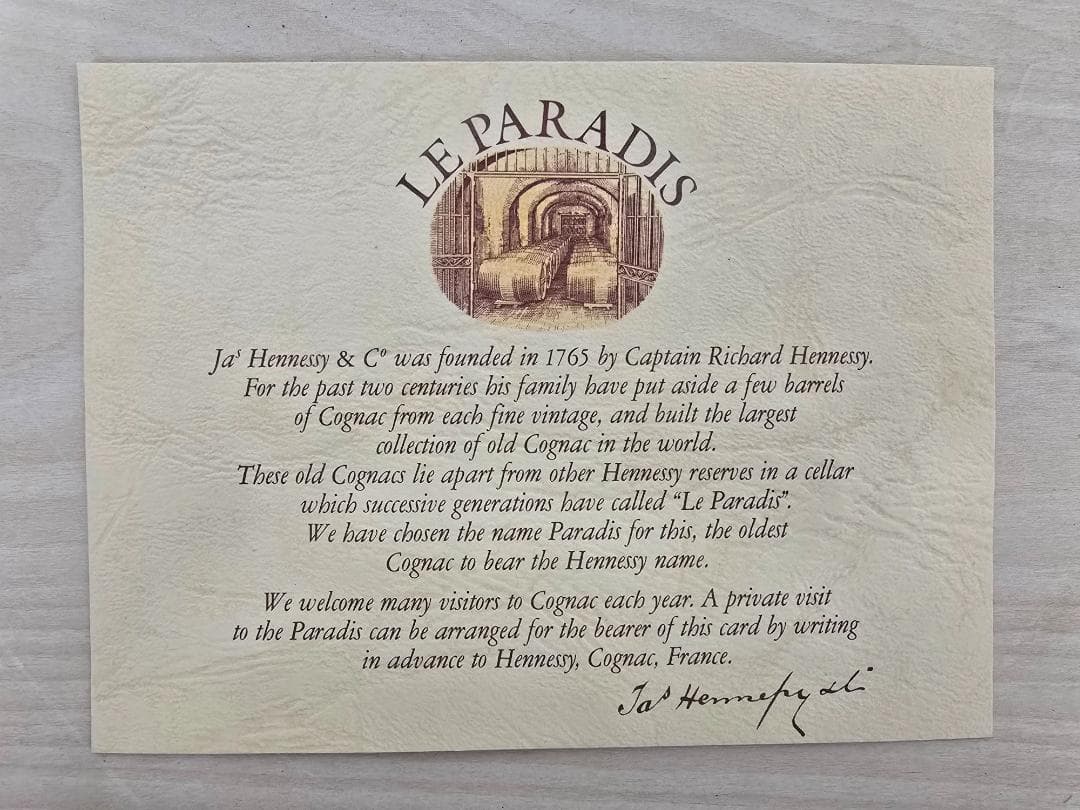 LE PARADIS
Jaˢ Hennessy & Cº was founded in 1765 by Captain Richard Hennessy.
For the past two centuries his family have put aside a few barrels
of Cognac from each fine vintage, and built the largest
collection of old Cognac in the world.
These old Cognacs lie apart from other Hennessy reserves in a cellar
which successive generations have called “Le Paradis”.
We have chosen the name Paradis for this, the oldest
Cognac to bear the Hennessy name.
We welcome many visitors to Cognac each year. A private visit
to the Paradis can be arranged for the bearer of this card by writing
in advance to Hennessy, Cognac, France.
Jaˢ Hennessy